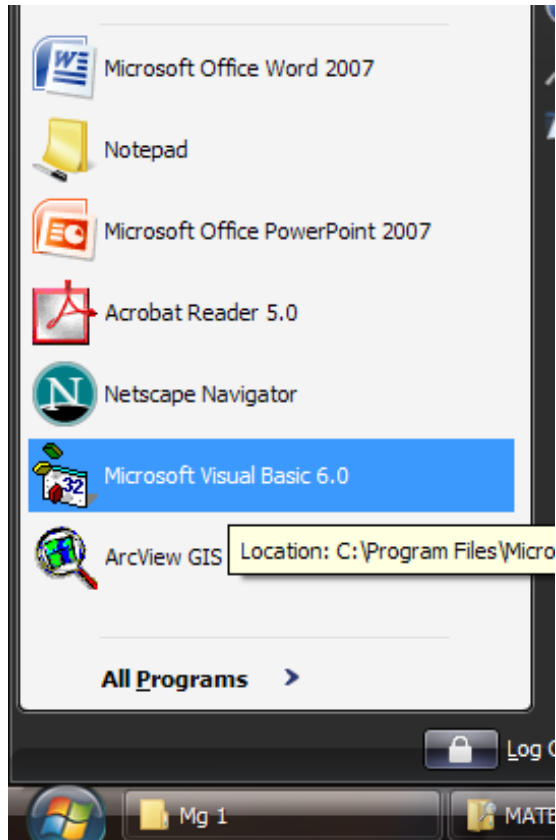 Microsoft Office Word 2007
Notepad
Microsoft Office PowerPoint 2007
Acrobat Reader 5.0
Netscape Navigator
Microsoft Visual Basic 6.0
32
ArcView GIS
Location: C:\Program Files\Micro
All Programs
Log
Mg 1
MATE